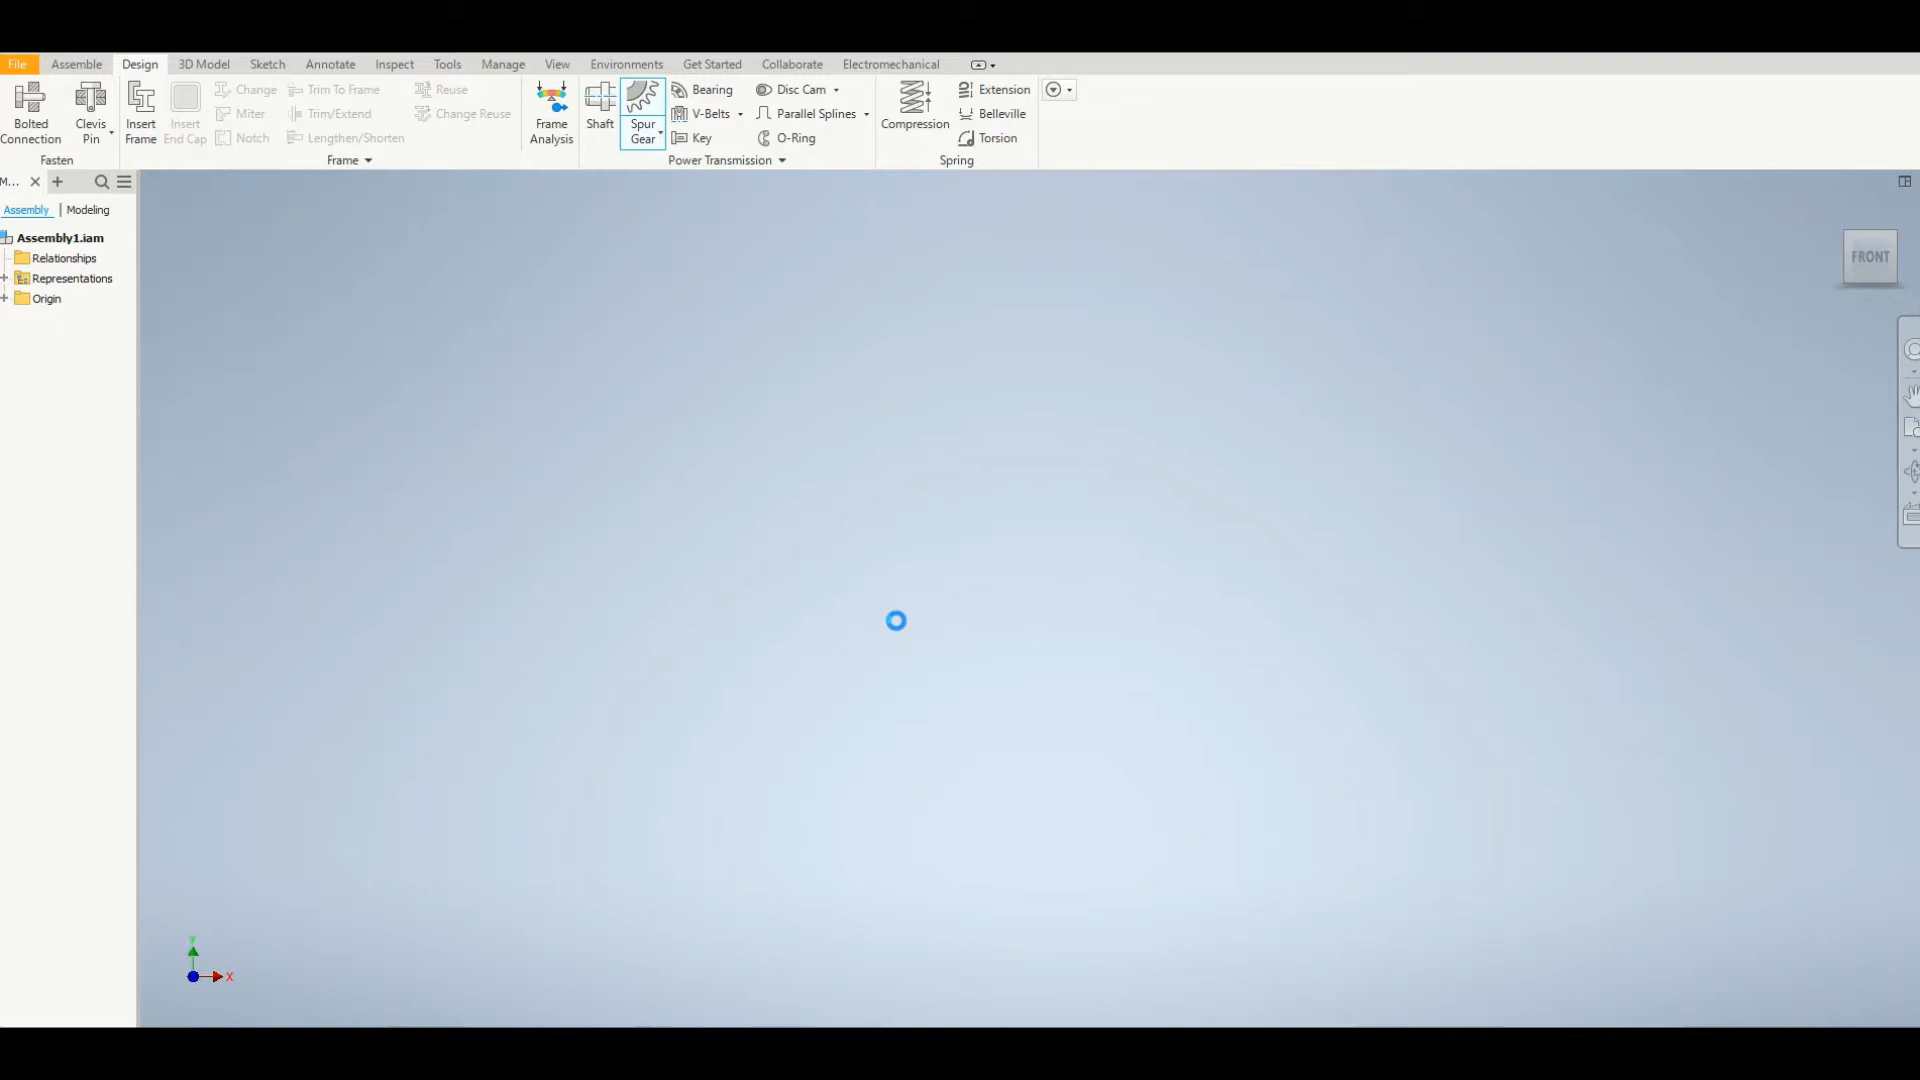 File Assemble Design 3D Model Sketch Annotate Inspect Tools Manage View Environments Get Started Collaborate Electromechanical
Bolted Connection
Clevis Pin
Insert Frame
Insert End Cap
Change
Miter
Notch
Trim To Frame
Trim/Extend
Lengthen/Shorten
Reuse
Change Reuse
Frame Analysis
Shaft
Spur Gear
Bearing
V-Belts
Key
Disc Cam
Parallel Splines
O-Ring
Compression
Extension
Belleville
Torsion
Fasten Frame Power Transmission Spring
M...
Assembly Modeling
Assembly1.iam
Relationships
Representations
Origin
FRONT
Y
X